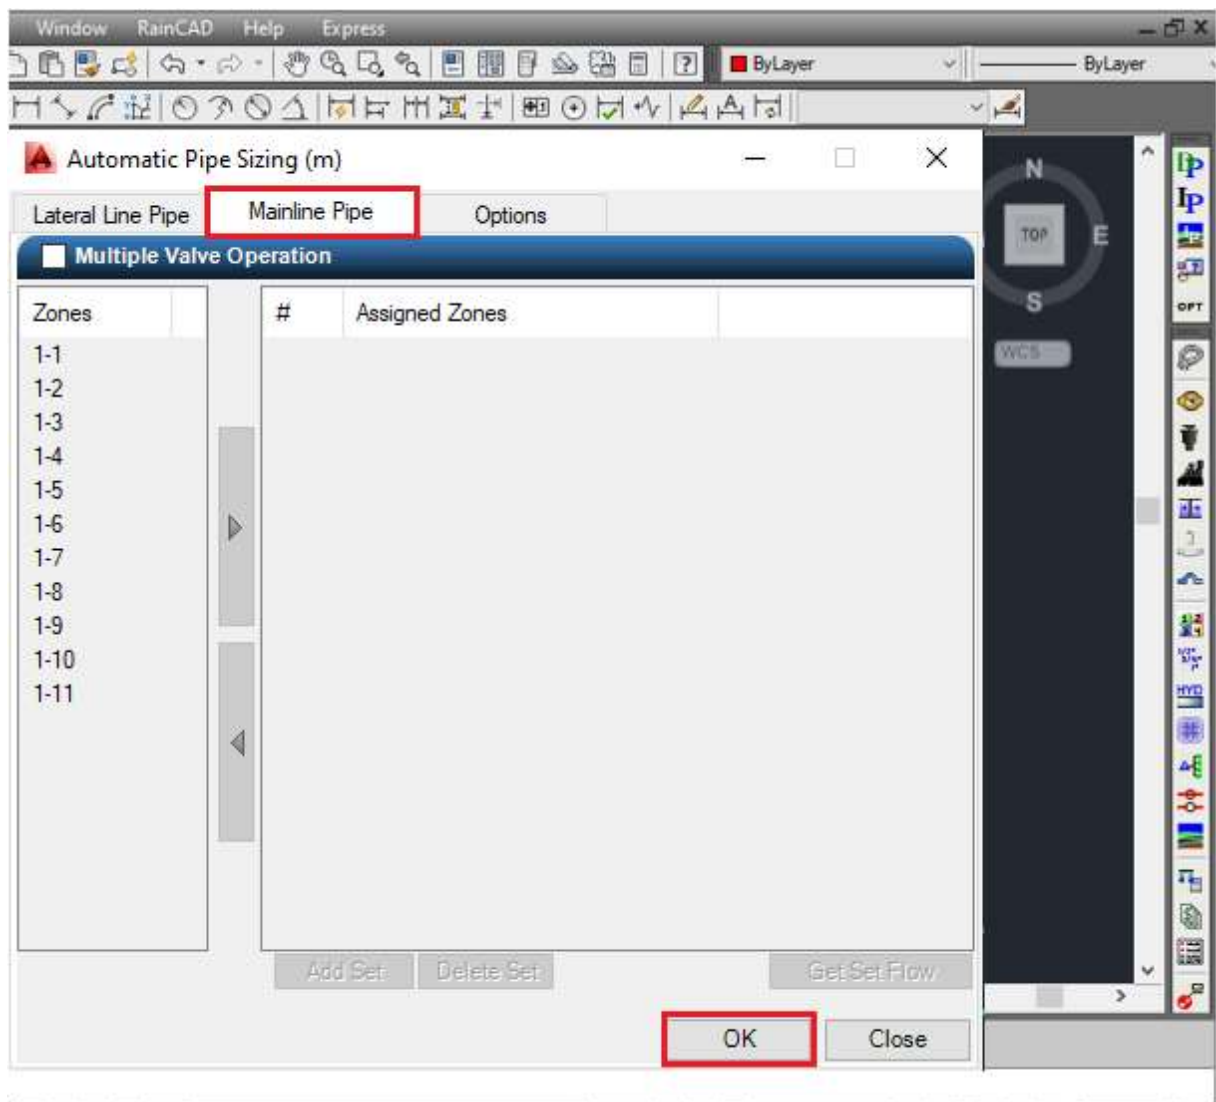 Window RainCAD Help Express
ByLayer ByLayer
Automatic Pipe Sizing (m)
Lateral Line Pipe Mainline Pipe Options
Multiple Valve Operation
Zones # Assigned Zones
1-1
1-2
1-3
1-4
1-5
1-6
1-7
1-8
1-9
1-10
1-11
Add Set Delete Set Get Set Flow
OK Close
N
TOP E
S
WCS
IP
OPT
HYD